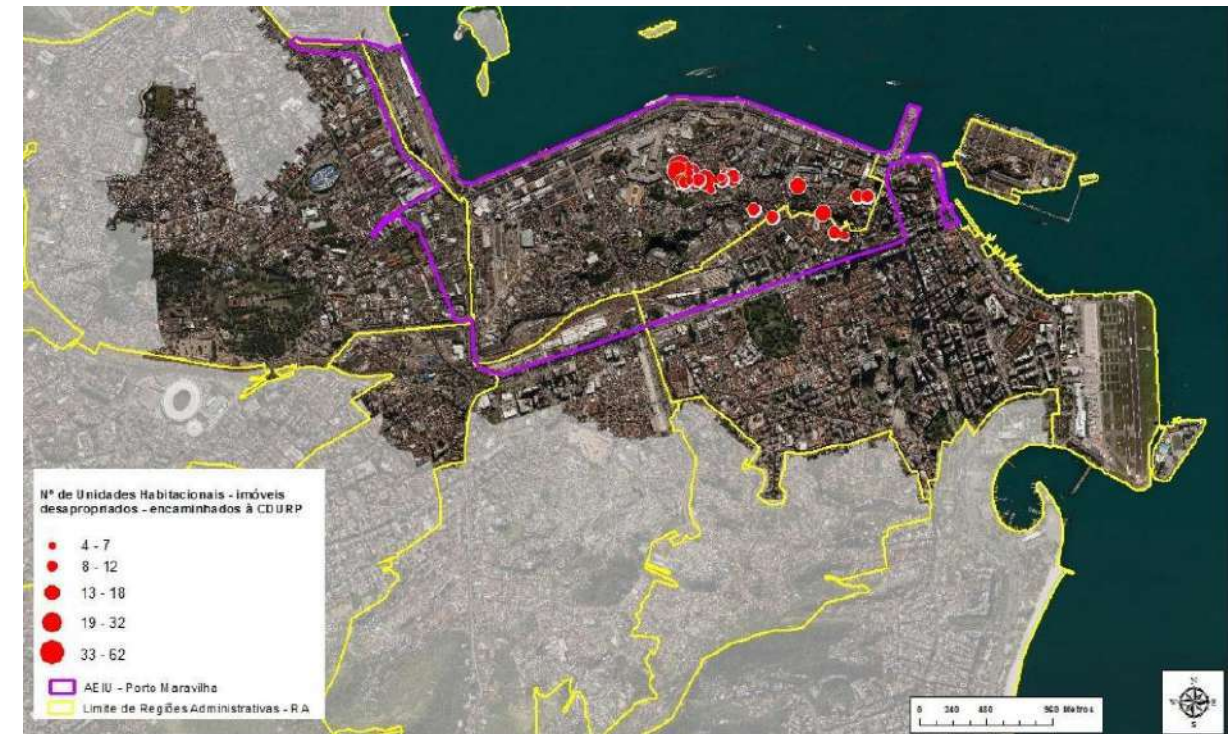 Nº de Unidades Habitacionais - imóveis
desapropriados - encaminhados à CDURP
4 - 7
8 - 12
13 - 18
19 - 32
33 - 62
AEIU - Porto Maravilha
Limite de Regiões Administrativas - RA
0 240 480 960 Metros
N
E
S